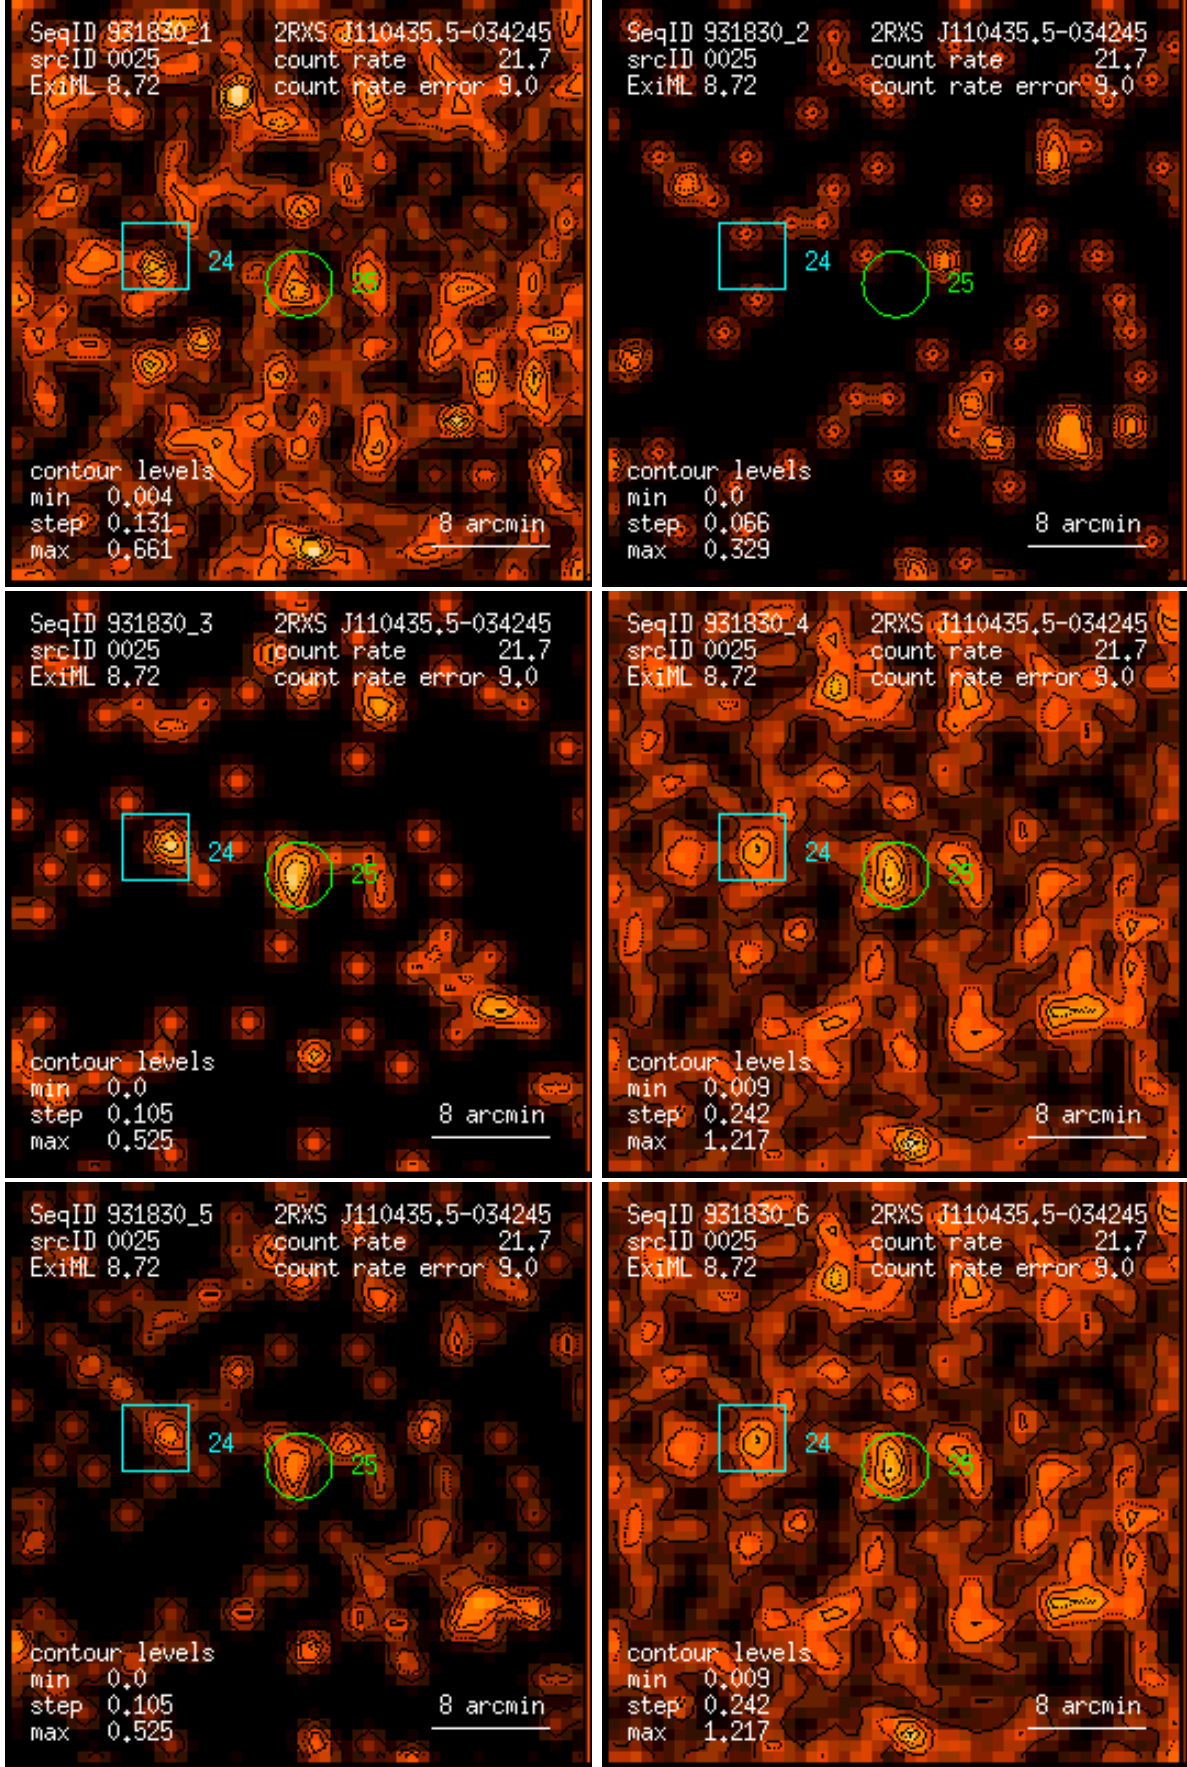 SeqID 931830_1 2RXS J110435.5-034245
srcID 0025 count rate 21.7
ExiML 8.72 count rate error 9.0
24
25
contour levels
min 0.004
step 0.131 8 arcmin
max 0.661
SeqID 931830_2 2RXS J110435.5-034245
srcID 0025 count rate 21.7
ExiML 8.72 count rate error 9.0
24
25
contour levels
min 0.0
step 0.066 8 arcmin
max 0.329
SeqID 931830_3 2RXS J110435.5-034245
srcID 0025 count rate 21.7
ExiML 8.72 count rate error 9.0
24
25
contour levels
min 0.0
step 0.105 8 arcmin
max 0.525
SeqID 931830_4 2RXS J110435.5-034245
srcID 0025 count rate 21.7
ExiML 8.72 count rate error 9.0
24
25
contour levels
min 0.009
step 0.242 8 arcmin
max 1.217
SeqID 931830_5 2RXS J110435.5-034245
srcID 0025 count rate 21.7
ExiML 8.72 count rate error 9.0
24
25
contour levels
min 0.0
step 0.105 8 arcmin
max 0.525
SeqID 931830_6 2RXS J110435.5-034245
srcID 0025 count rate 21.7
ExiML 8.72 count rate error 9.0
24
25
contour levels
min 0.009
step 0.242 8 arcmin
max 1.217